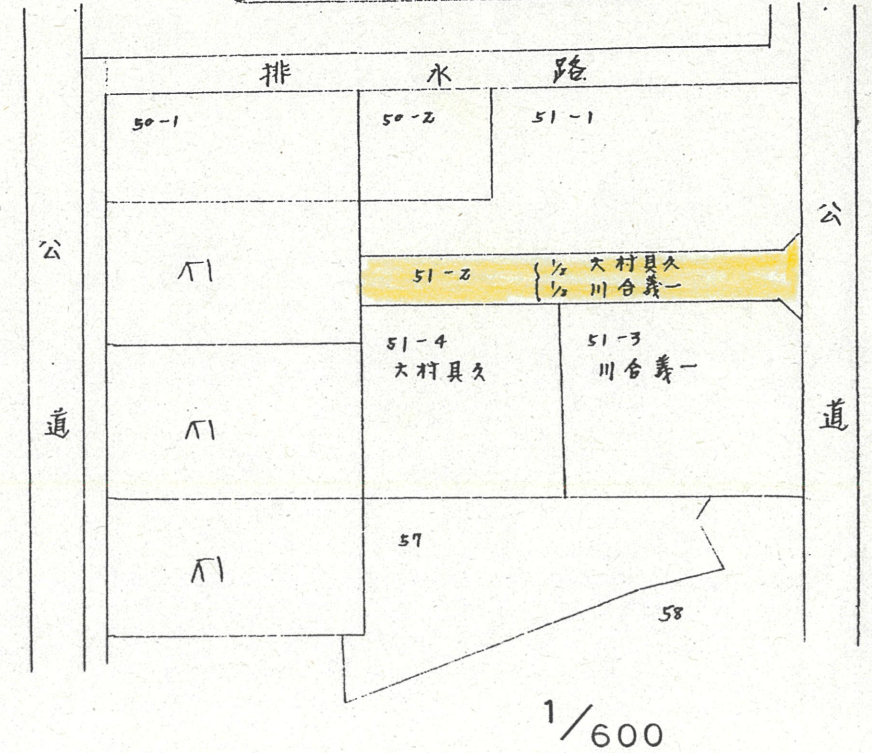 排水路
50-1
50-2
51-1
公道
公道
51-2
1/2 大村具久
1/2 川合義一
51-4
大村具久
51-3
川合義一
57
58
1/600